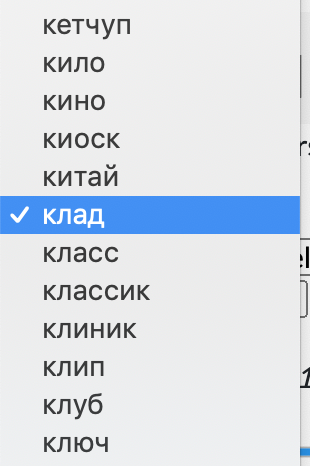 кетчуп
кило
кино
киоск
китай
клад
класс
классик
клиник
клип
клуб
ключ